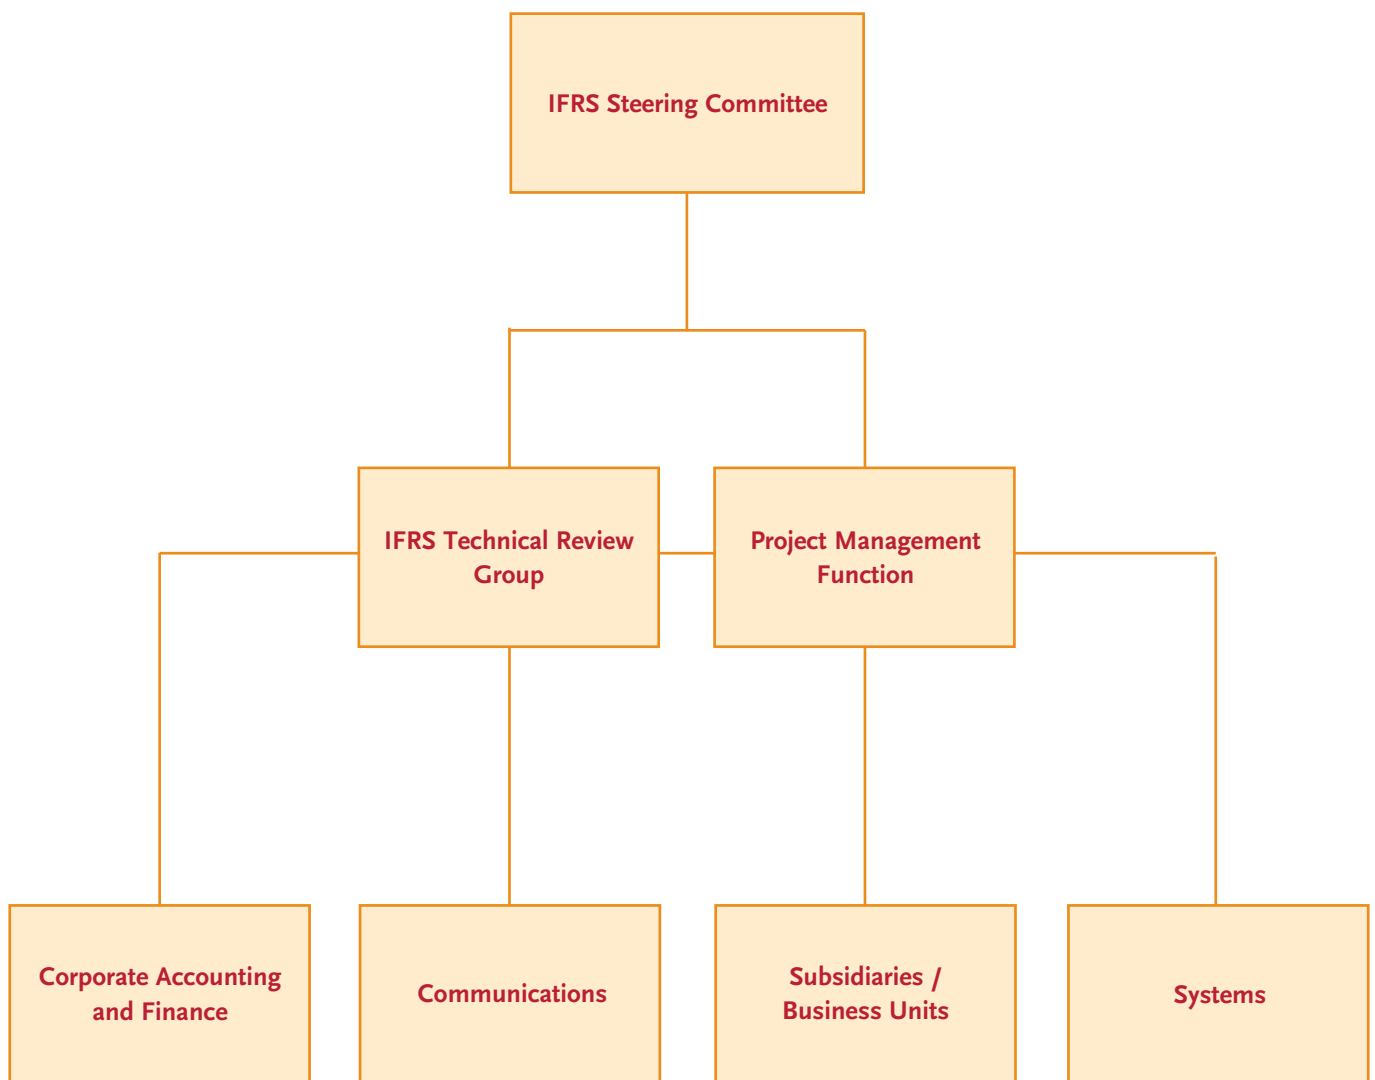 IFRS Steering Committee
IFRS Technical Review
Group
Project Management
Function
Corporate Accounting
and Finance
Communications
Subsidiaries /
Business Units
Systems